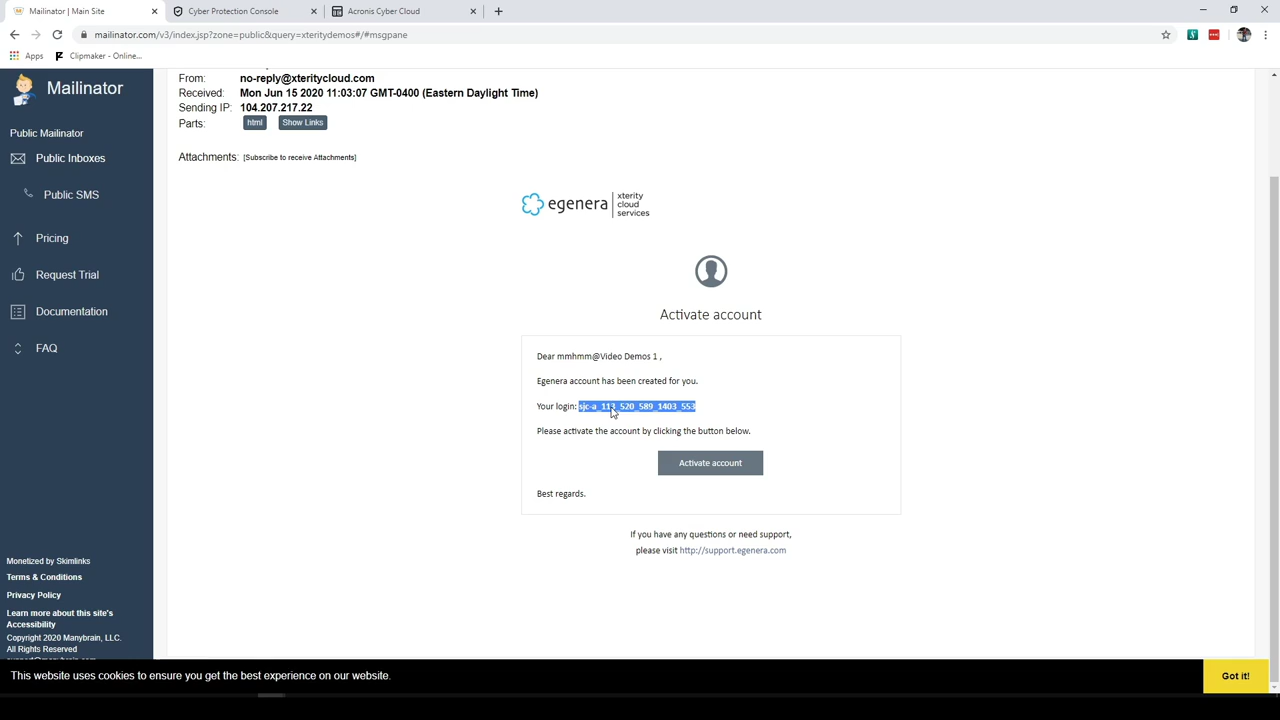 Mailinator | Main Site
Cyber Protection Console
Acronis Cyber Cloud
mailinator.com/v3/index.jsp?zone=public&query=xteritydemos#/#msgpane
Apps
Clipmaker - Online...
Mailinator
Public Mailinator
Public Inboxes
Public SMS
Pricing
Request Trial
Documentation
FAQ
Monetized by Skimlinks
Terms & Conditions
Privacy Policy
Learn more about this site's
Accessibility
Copyright 2020 Manybrain, LLC.
All Rights Reserved
From: no-reply@xteritycloud.com
Received: Mon Jun 15 2020 11:03:07 GMT-0400 (Eastern Daylight Time)
Sending IP: 104.207.217.22
Parts: html Show Links
Attachments: [Subscribe to receive Attachments]
egenera
xterity
cloud
services
Activate account
Dear mmhmm@Video Demos 1 ,
Egenera account has been created for you.
Your login: sjc-a_113_520_589_1403_553
Please activate the account by clicking the button below.
Activate account
Best regards.
If you have any questions or need support,
please visit http://support.egenera.com
This website uses cookies to ensure you get the best experience on our website.
Got it!